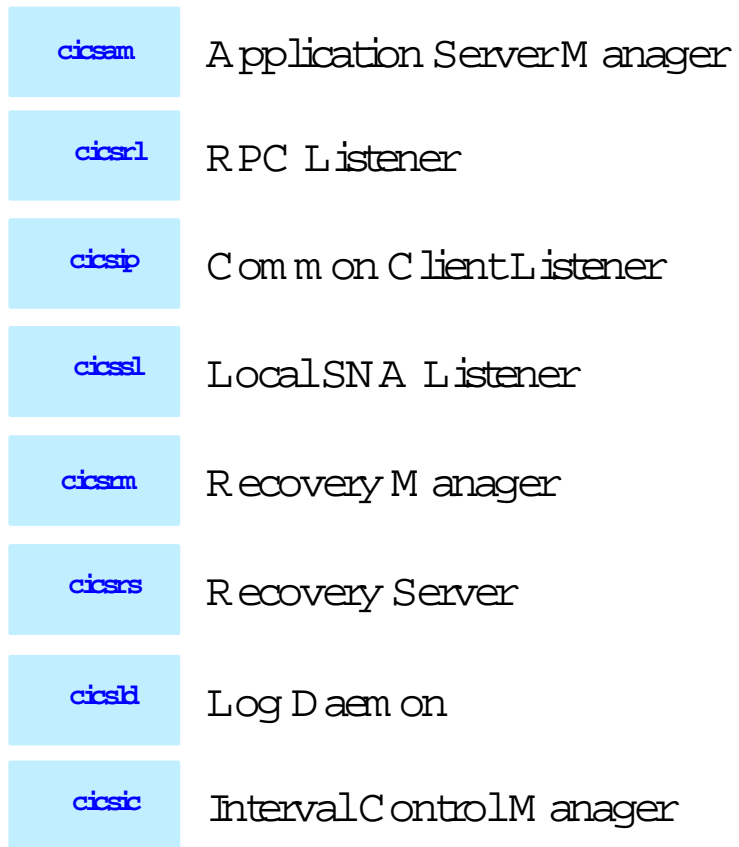 cicsam Application Server Manager
cicsrl RPC Listener
cicsip Common Client Listener
cicssl Local SNA Listener
cicsrm Recovery Manager
cicsrs Recovery Server
cicsld Log Daemon
cicsic Interval Control Manager